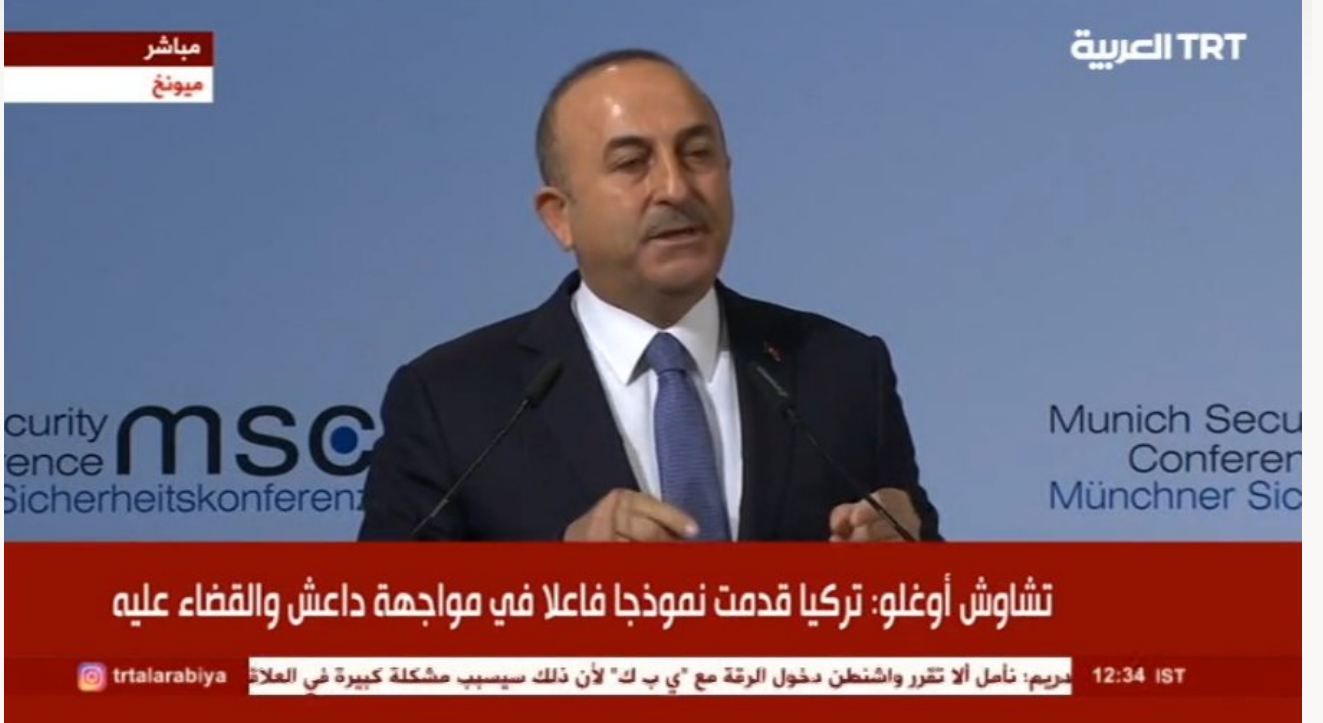 مباشر
ميونخ
TRT العربية
curity
ence
Sicherheitskonferenz
msc
Munich Secu
Conferen
Münchner Sic
تشاوش أوغلو: تركيا قدمت نموذجا فاعلا في مواجهة داعش والقضاء عليه
12:34 IST
دريم: نأمل ألا تقرر واشنطن دخول الرقة مع "ي ب ك" لأن ذلك سيسبب مشكلة كبيرة في العلاق
trtalarabiya